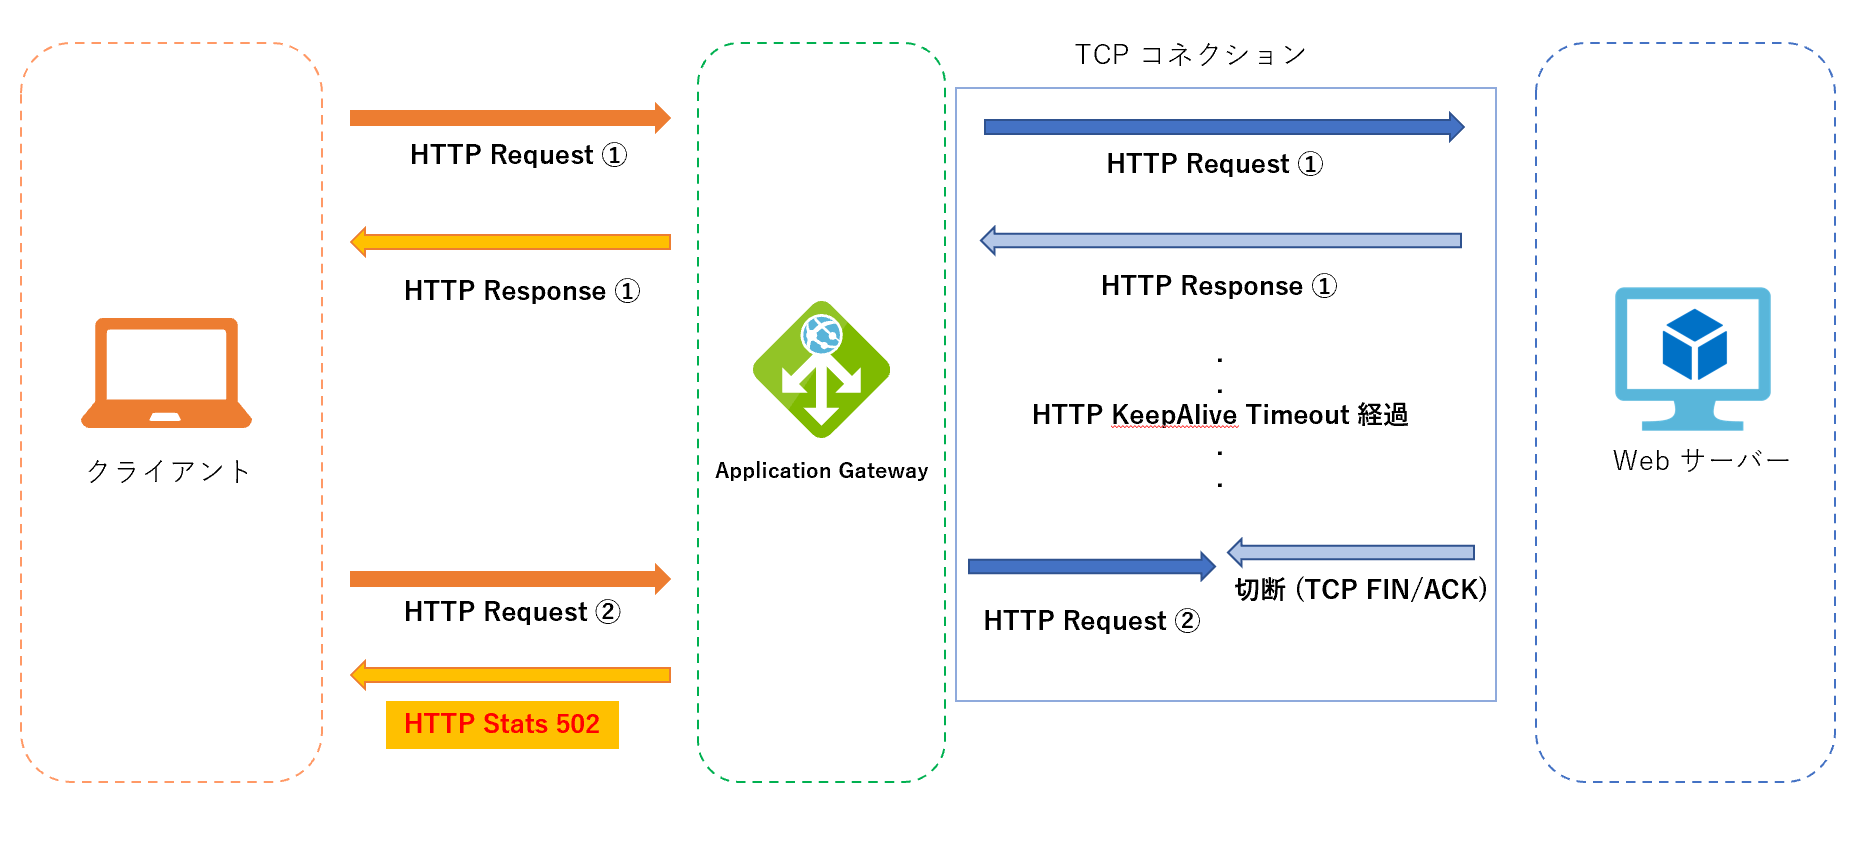 TCP コネクション
HTTP Request ①
HTTP Request ①
HTTP Response ①
HTTP Response ①
.
.
HTTP KeepAlive Timeout 経過
.
.
クライアント
Application Gateway
Web サーバー
HTTP Request ②
切断 (TCP FIN/ACK)
HTTP Request ②
HTTP Stats 502